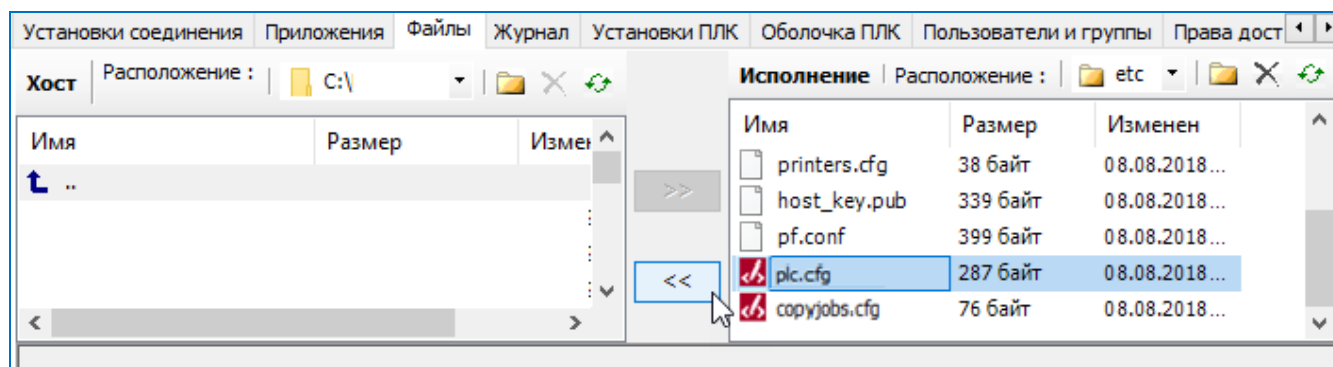 Установки соединения Приложения Файлы Журнал Установки ПЛК Оболочка ПЛК Пользователи и группы Права дост
Хост Расположение : C:\ Исполнение Расположение : etc
Имя Размер Измен Имя Размер Изменен
.. printers.cfg 38 байт 08.08.2018...
>> host_key.pub 339 байт 08.08.2018...
pf.conf 399 байт 08.08.2018...
<< plc.cfg 287 байт 08.08.2018...
copyjobs.cfg 76 байт 08.08.2018...